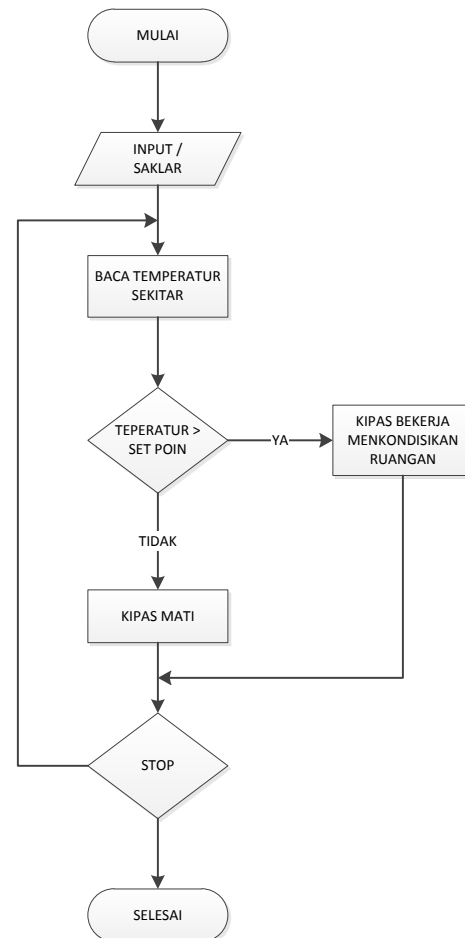 MULAI
INPUT /
SAKLAR
BACA TEMPERATUR
SEKITAR
TEPERATUR >
SET POIN
YA
KIPAS BEKERJA
MENKONDISIKAN
RUANGAN
TIDAK
KIPAS MATI
STOP
SELESAI